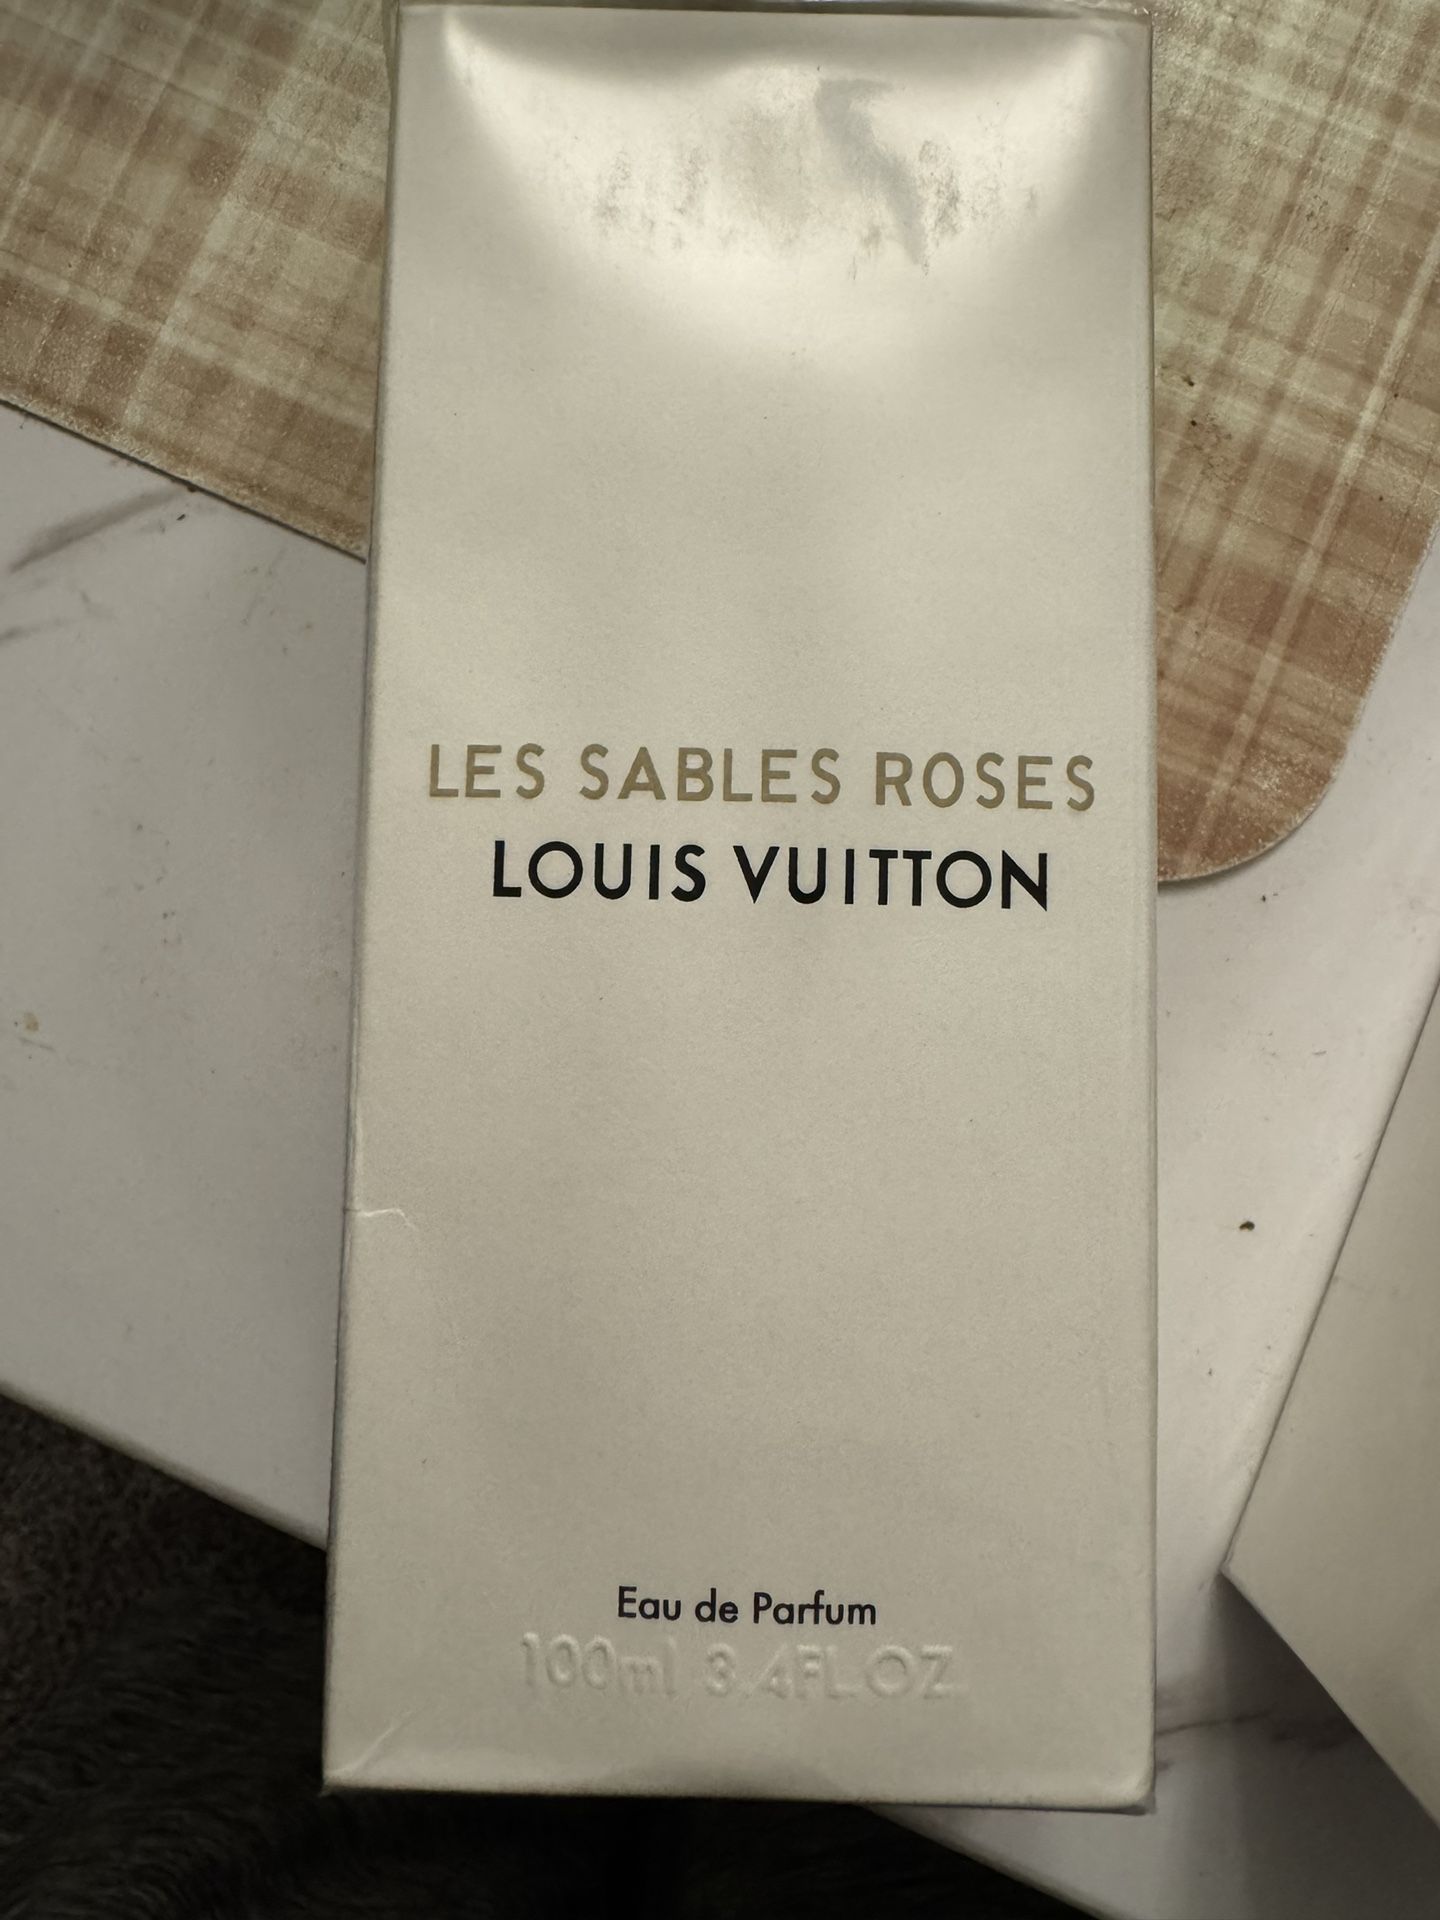 LES SABLES ROSES
LOUIS VUITTON
Eau de Parfum
100ml 3.4FL.OZ.